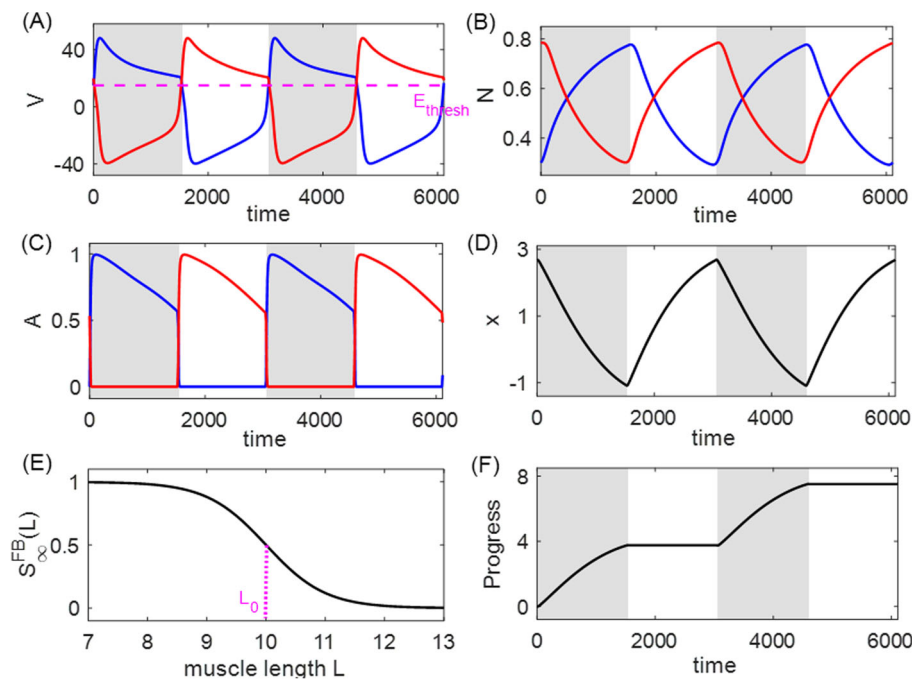 (A)
V
40
0
-40
E_thresh
0 2000 4000 6000
time
(B)
N
0.8
0.6
0.4
0 2000 4000 6000
time
(C)
A
1
0.5
0
0 2000 4000 6000
time
(D)
x
3
1
-1
0 2000 4000 6000
time
(E)
S_∞^FB(L)
1
0.5
0
L_0
7 8 9 10 11 12 13
muscle length L
(F)
Progress
8
4
0
0 2000 4000 6000
time